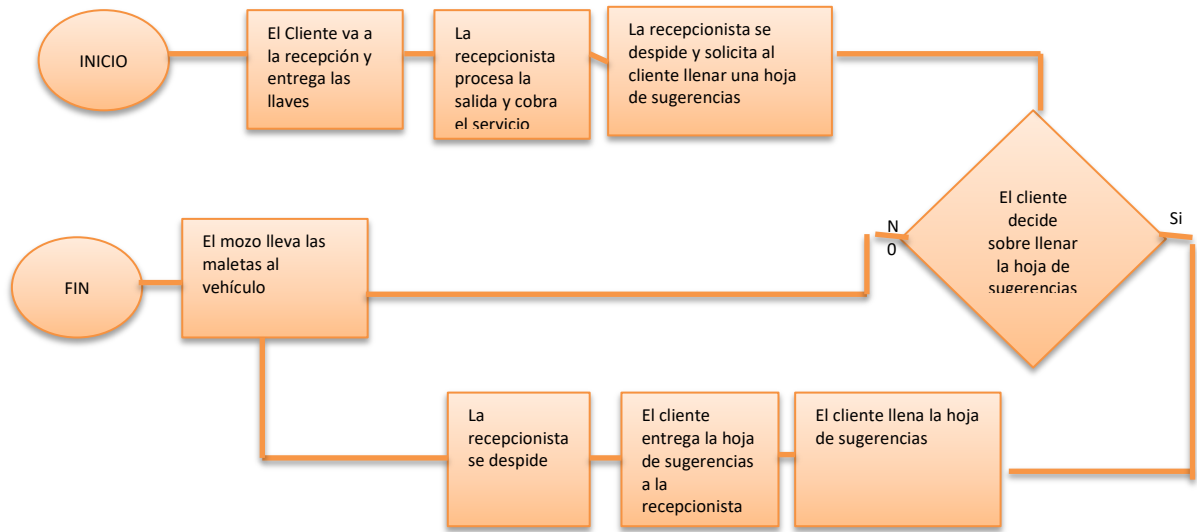 INICIO
El Cliente va a
la recepción y
entrega las
llaves
La
recepcionista
procesa la
salida y cobra
el servicio
La recepcionista se
despide y solicita al
cliente llenar una hoja
de sugerencias
El cliente
decide
sobre llenar
la hoja de
sugerencias
N
0
Si
El mozo lleva las
maletas al
vehículo
FIN
La
recepcionista
se despide
El cliente
entrega la hoja
de sugerencias
a la
recepcionista
El cliente llena la hoja
de sugerencias